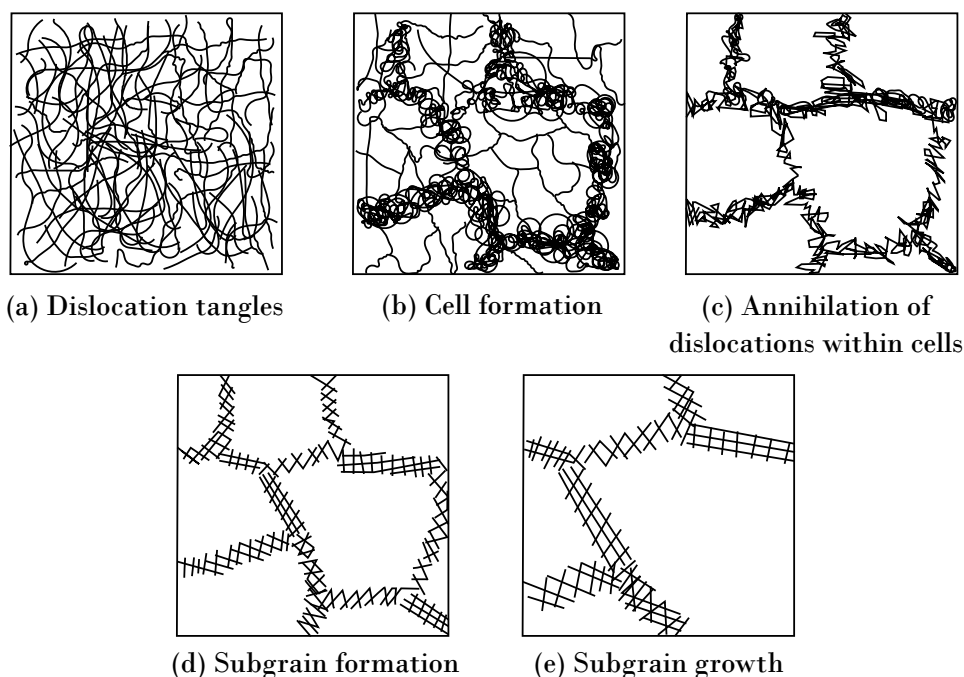 (a) Dislocation tangles
(b) Cell formation
(c) Annihilation of
dislocations within cells
(d) Subgrain formation
(e) Subgrain growth